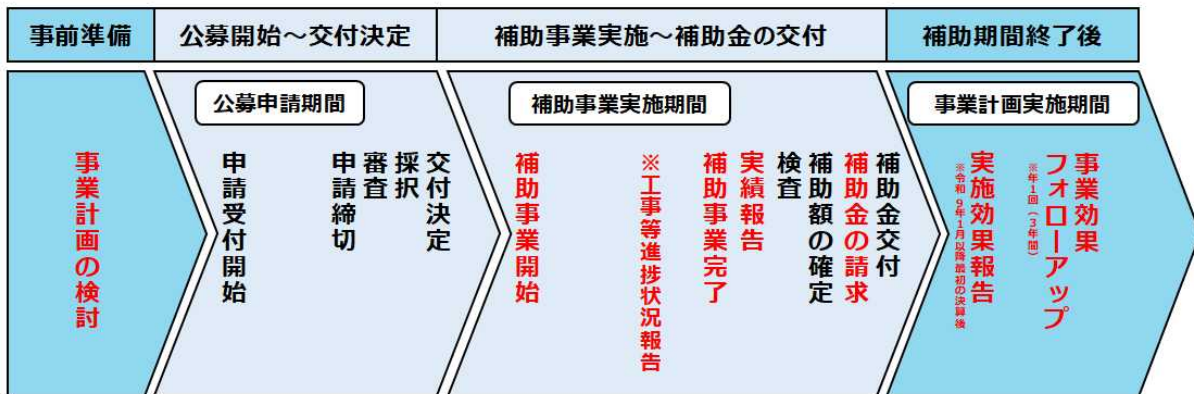 事前準備
公募開始～交付決定
補助事業実施～補助金の交付
補助期間終了後
事業計画の検討
公募申請期間
申請受付開始
申請締切
審査
採択
交付決定
補助事業実施期間
補助事業開始
※工事等進捗状況報告
補助事業完了
実績報告
検査
補助額の確定
補助金の請求
補助金交付
事業計画実施期間
実施効果報告
※令和9年1月以降最初の決算後
事業効果
フォローアップ
※年1回（3年間）